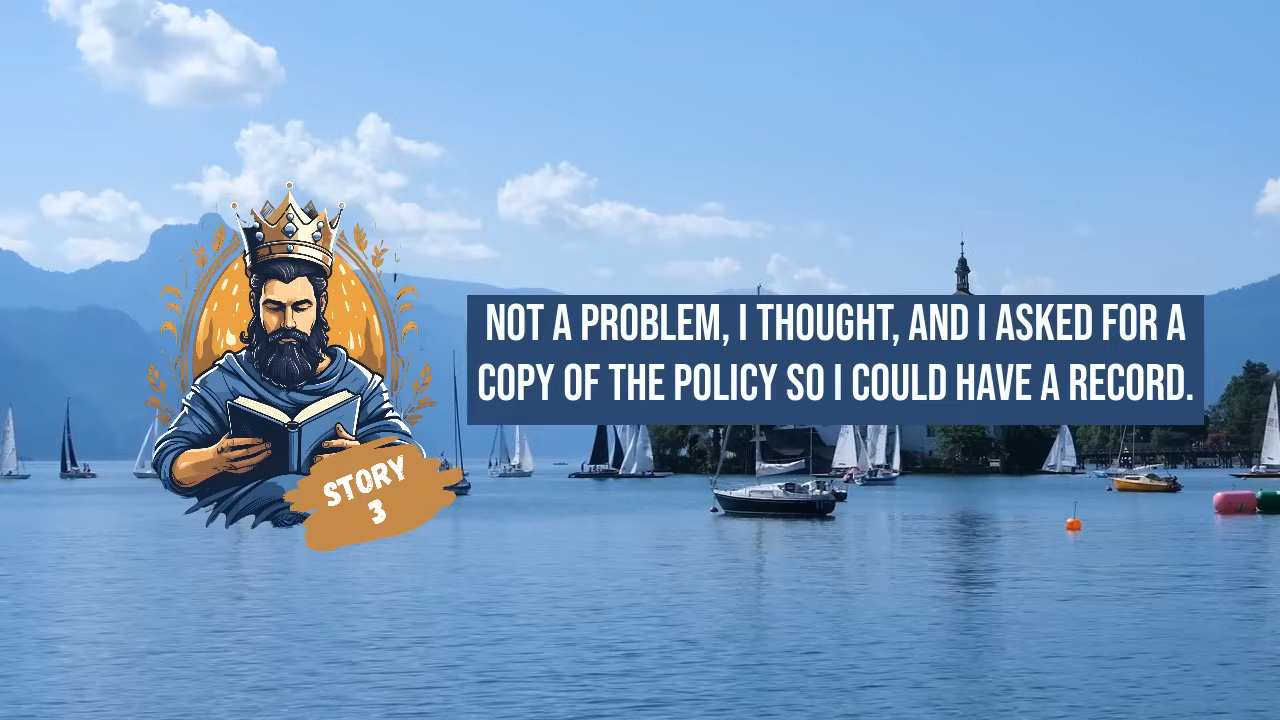 NOT A PROBLEM, I THOUGHT, AND I ASKED FOR A
COPY OF THE POLICY SO I COULD HAVE A RECORD.
STORY
3